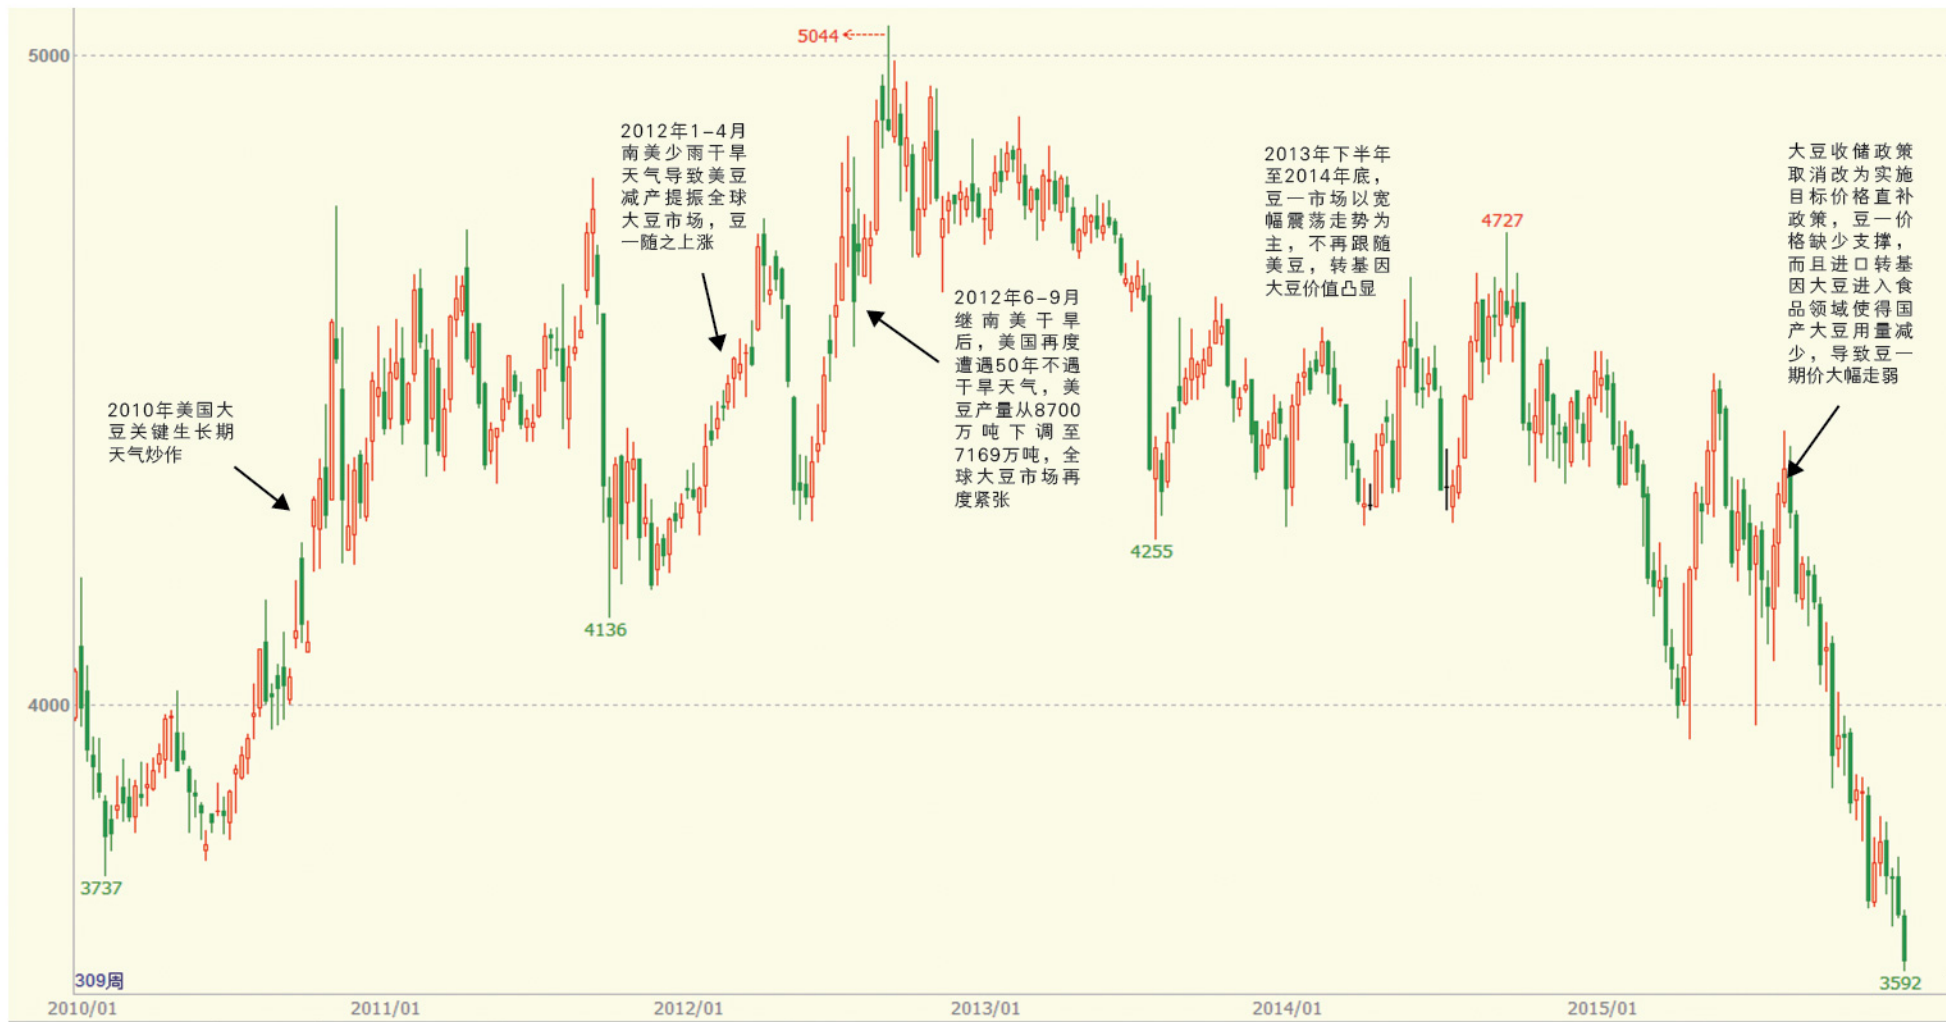 5044
5000
2012年1-4月
南美少雨干旱
天气导致美豆
减产提振全球
大豆市场，豆
一随之上涨
2013年下半年
至2014年底，
豆一市场以宽
幅震荡走势为
主，不再跟随
美豆，转基因
大豆价值凸显
大豆收储政策
取消改为实施
目标价格直补
政策，豆一价
格缺少支撑，
而且进口转基
因大豆进入食
品领域使得国
产大豆用量减
少，导致豆一
期价大幅走弱
4727
2012年6-9月
继南美干旱
后，美国再度
遭遇50年不遇
干旱天气，美
豆产量从8700
万吨下调至
7169万吨，全
球大豆市场再
度紧张
2010年美国大
豆关键生长期
天气炒作
4255
4136
4000
3737
309周
3592
2010/01
2011/01
2012/01
2013/01
2014/01
2015/01